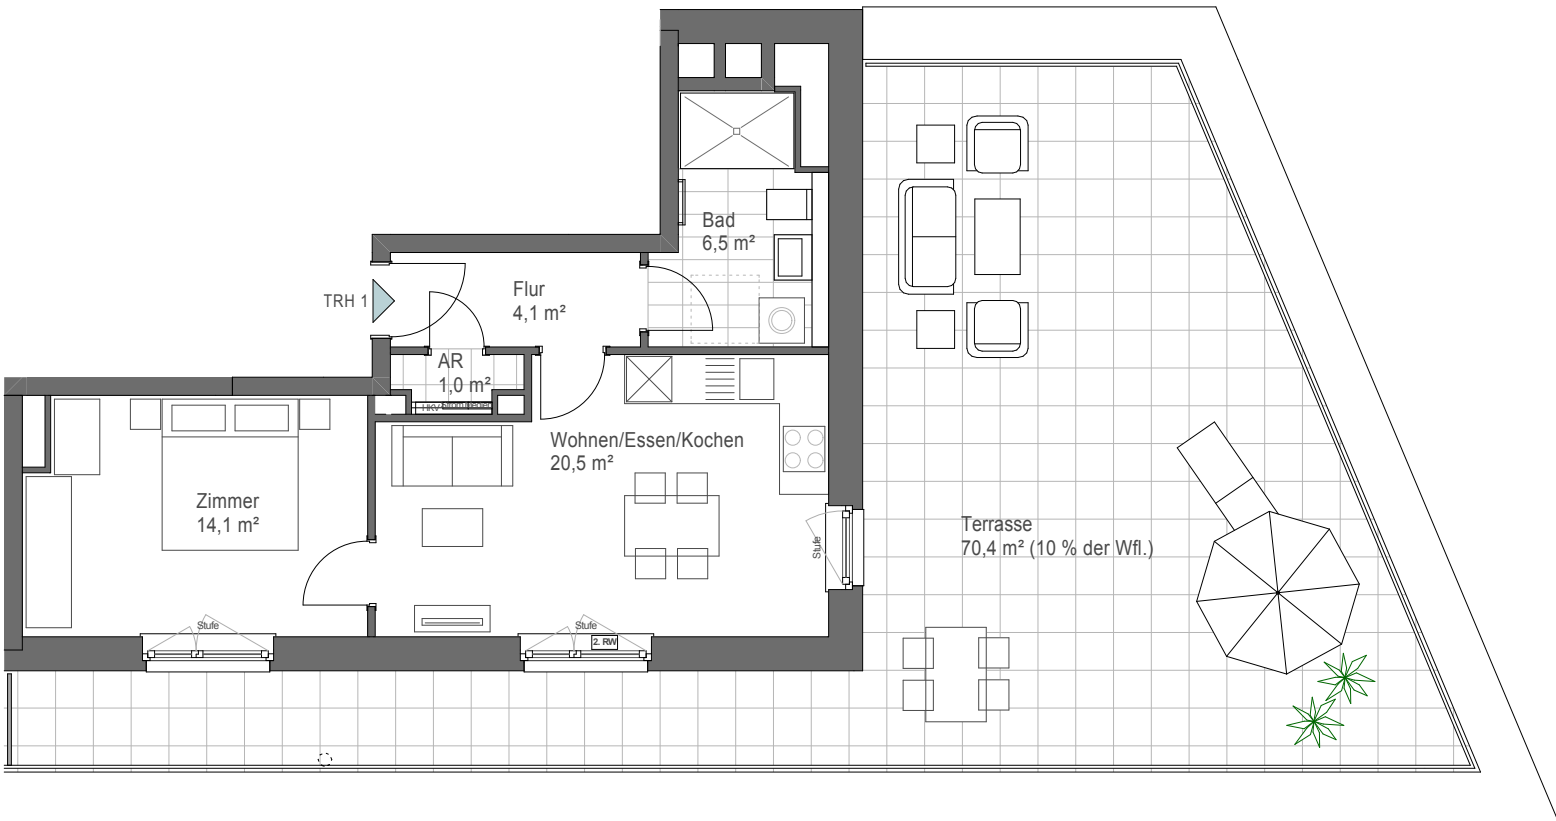 Bad
6,5 m²
Flur
4,1 m²
TRH 1
AR
1,0 m²
HKV
Wohnen/Essen/Kochen
20,5 m²
Zimmer
14,1 m²
Terrasse
70,4 m² (10 % der Wfl.)
Stufe
Stufe
Stufe
2. RW